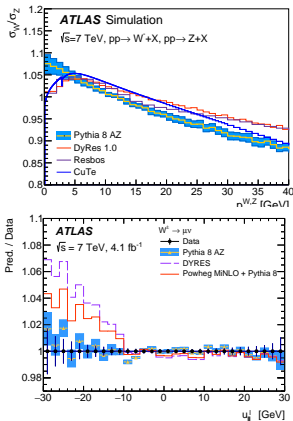 σW/σZ
1.2
1.15
1.1
1.05
1
0.95
0.9
0.85
0.8
ATLAS Simulation
√s=7 TeV, pp→ W+X, pp→ Z+X
Pythia 8 AZ
DyRes 1.0
Resbos
CuTe
0 5 10 15 20 25 30 35 40
p^W,Z [GeV]
Pred. / Data
1.1
1.08
1.06
1.04
1.02
1
0.98
ATLAS
√s = 7 TeV, 4.1 fb⁻¹
W± → μν
Data
Pythia 8 AZ
DYRES
Powheg MiNLO + Pythia 8
-30 -20 -10 0 10 20 30
[GeV]